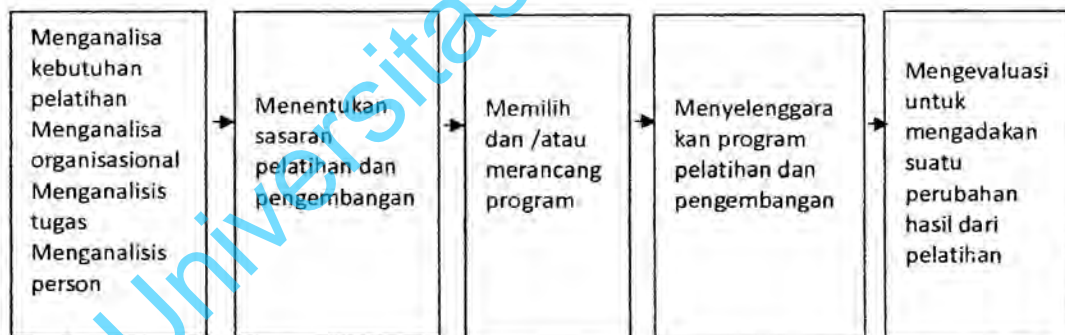 Menganalisa
kebutuhan
pelatihan
Menganalisa
organisasional
Menganalisis
tugas
Menganalisis
person
Menentukan
sasaran
pelatihan dan
pengembangan
Memilih
dan /atau
merancang
program
Menyelenggara
kan program
pelatihan dan
pengembangan
Mengevaluasi
untuk
mengadakan
suatu
perubahan
hasil dari
pelatihan
Universitas